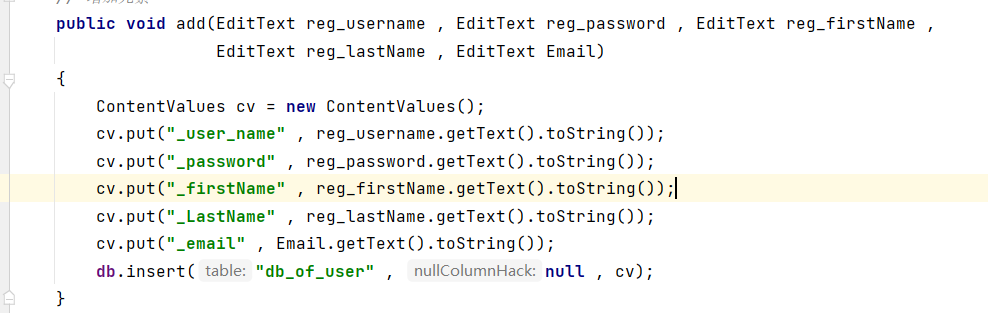 public void add(EditText reg_username , EditText reg_password , EditText reg_firstName ,
EditText reg_lastName , EditText Email)
{
ContentValues cv = new ContentValues();
cv.put("_user_name" , reg_username.getText().toString());
cv.put("_password" , reg_password.getText().toString());
cv.put("_firstName" , reg_firstName.getText().toString());
cv.put("_LastName" , reg_lastName.getText().toString());
cv.put("_email" , Email.getText().toString());
db.insert( table: "db_of_user" , nullColumnHack: null , cv);
}